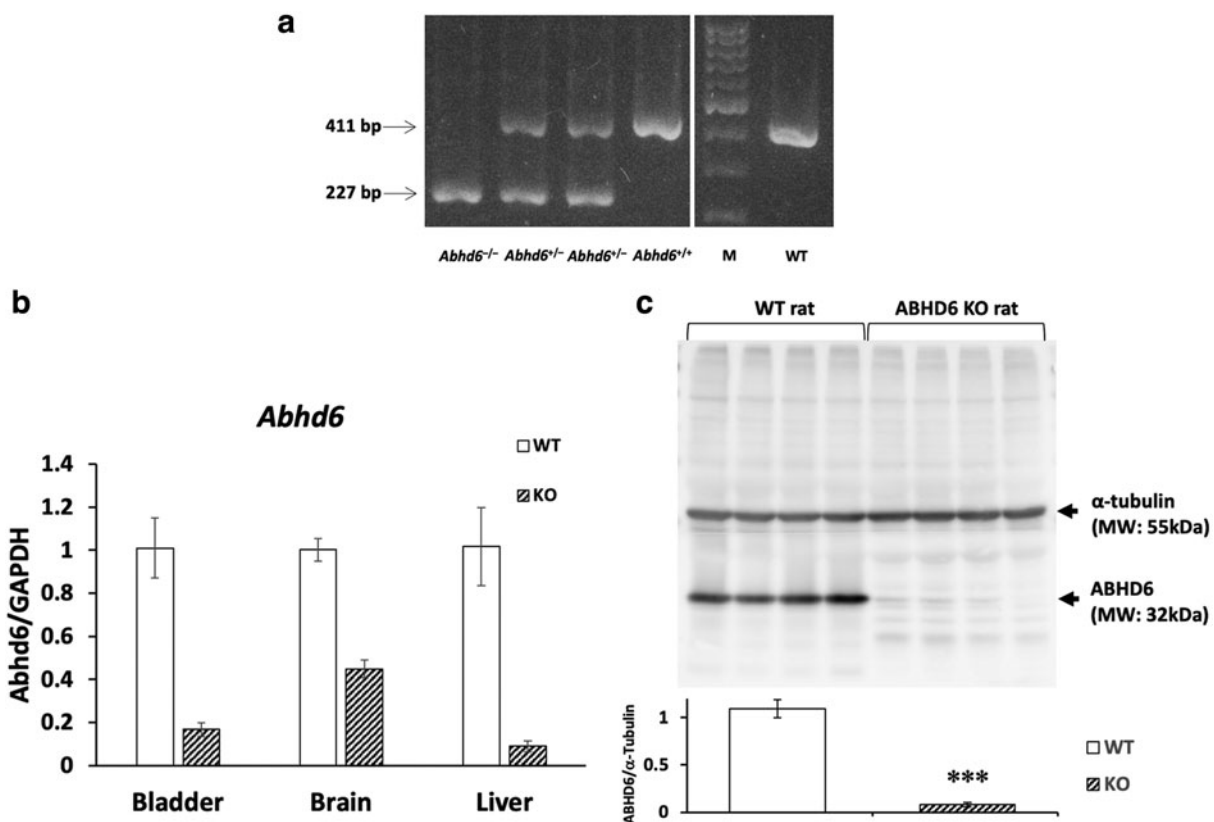 a
411 bp
227 bp
Abhd6⁻/⁻ Abhd6⁺/⁻ Abhd6⁺/⁻ Abhd6⁺/⁺ M WT
b
Abhd6
WT
KO
Abhd6/GAPDH
1.4
1.2
1
0.8
0.6
0.4
0.2
0
Bladder Brain Liver
c
WT rat ABHD6 KO rat
α-tubulin
(MW: 55kDa)
ABHD6
(MW: 32kDa)
ABHD6/α-Tubulin
1
0.5
0
***
WT
KO